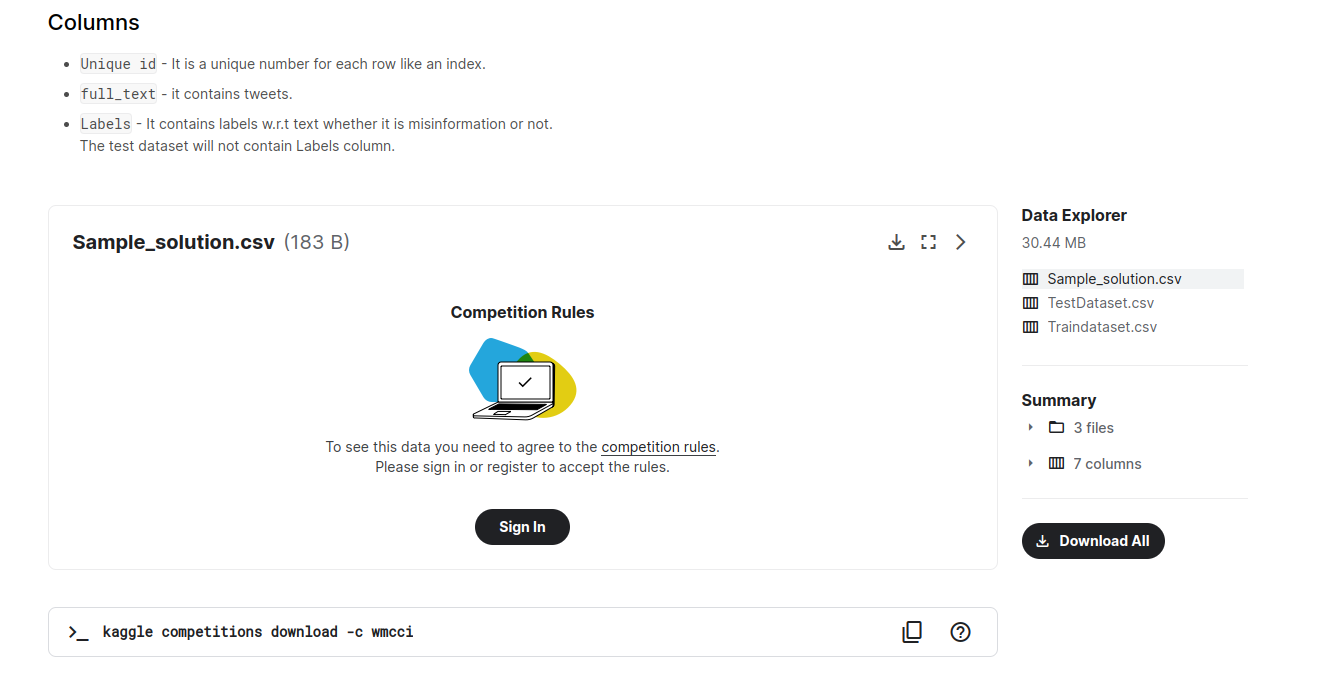 Columns
Unique id - It is a unique number for each row like an index.
full_text - it contains tweets.
Labels - It contains labels w.r.t text whether it is misinformation or not.
The test dataset will not contain Labels column.
Sample_solution.csv (183 B)
Competition Rules
To see this data you need to agree to the competition rules.
Please sign in or register to accept the rules.
Sign In
>_ kaggle competitions download -c wmcci
Data Explorer
30.44 MB
Sample_solution.csv
TestDataset.csv
Traindataset.csv
Summary
3 files
7 columns
Download All